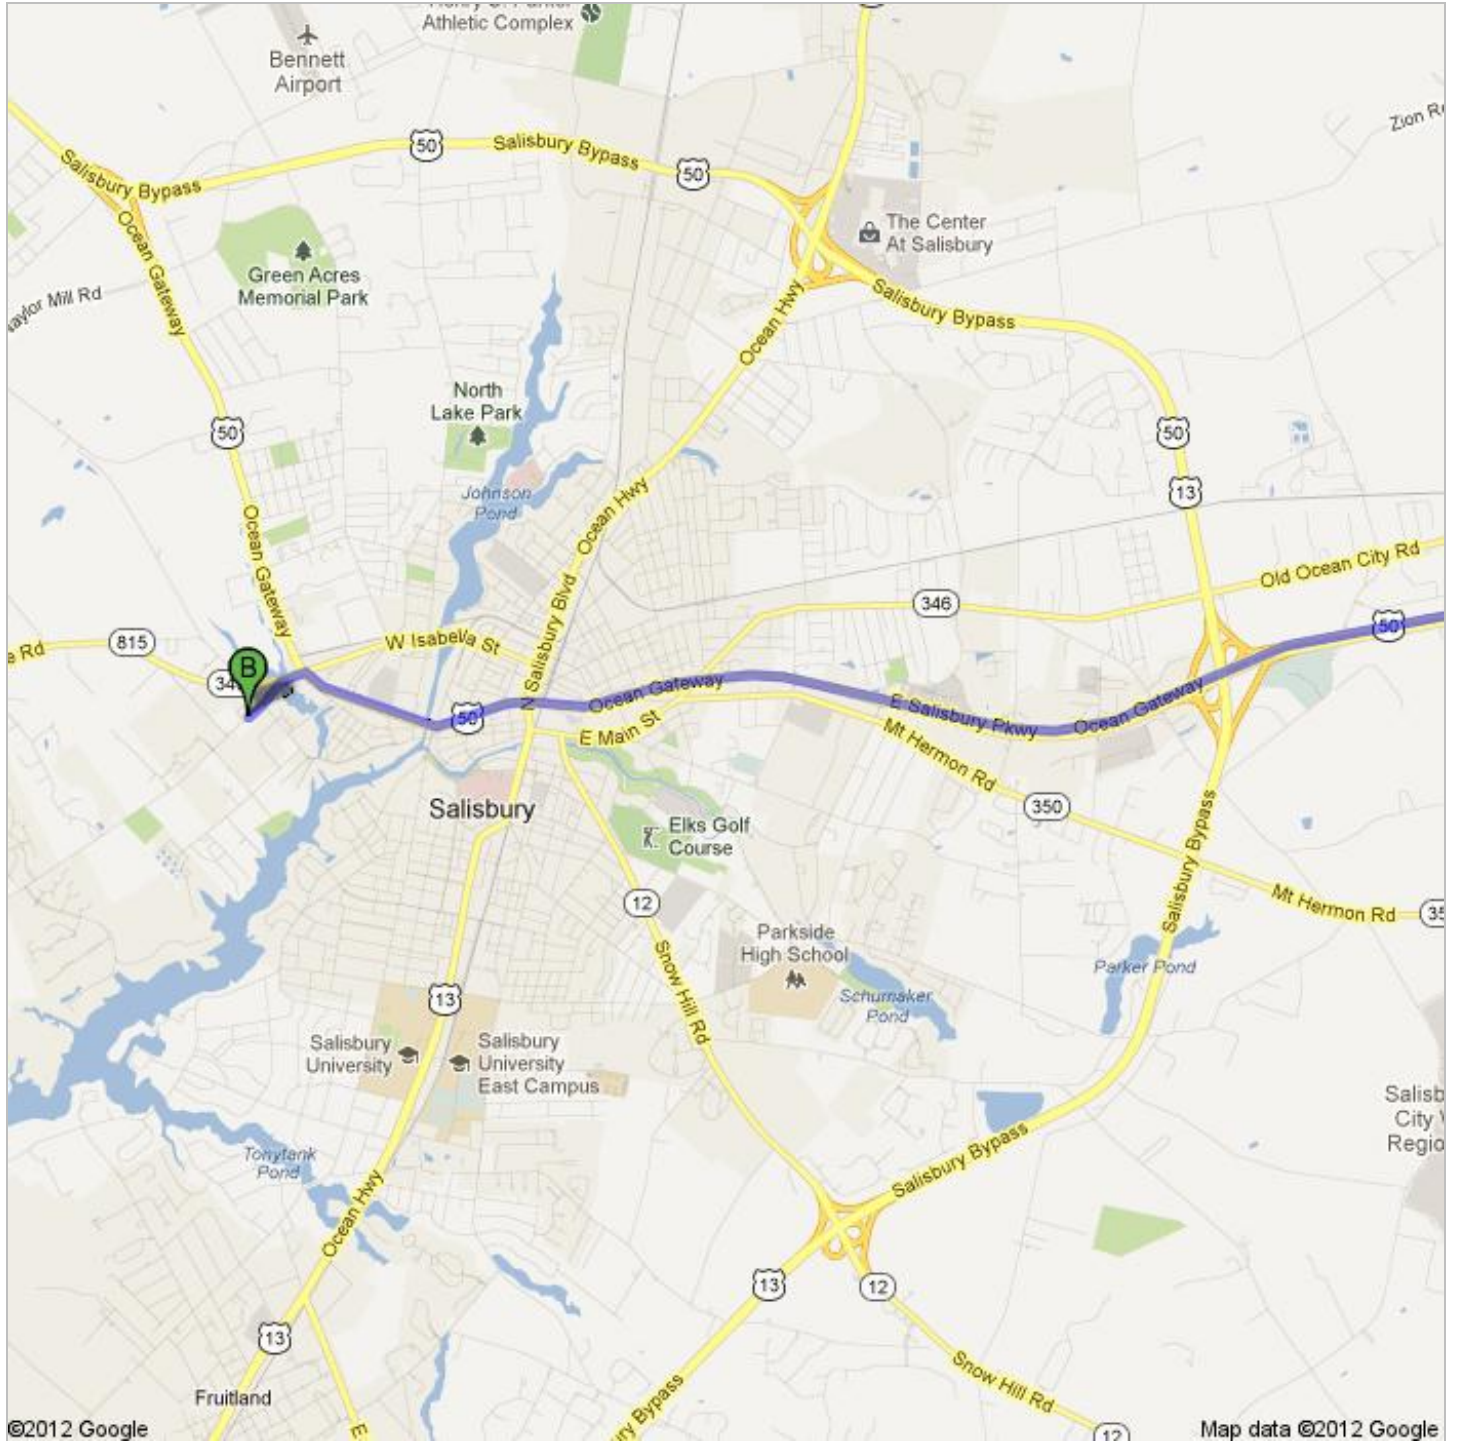 Athletic Complex
Bennett
Airport
Zion
50
Salisbury Bypass
50
Salisbury Bypass
The Center
At Salisbury
Ocean Gateway
Green Acres
Memorial Park
Mill Rd
Salisbury Bypass
Ocean Hwy
North
Lake Park
50
50
Johnson
Pond
13
Ocean Hwy
Ocean Gateway
Old Ocean City Rd
346
50
815
Rd
W Isabella St
N Salisbury Blvd
B
Ocean Gateway
50
E Salisbury Pkwy
Ocean Gateway
E Main St
Mt Hermon Rd
Salisbury
350
Elks Golf
Course
Salisbury Bypass
12
Mt Hermon Rd
Parkside
High School
Snow Hill Rd
Parker Pond
Schumaker
Pond
13
Salisbury
University
Salisbury
University
East Campus
City
Salisbury Bypass
Tonytank
Pond
Ocean Hwy
13
12
13
Snow Hill Rd
Fruitland
Bypass
E
12
©2012 Google
Map data ©2012 Google